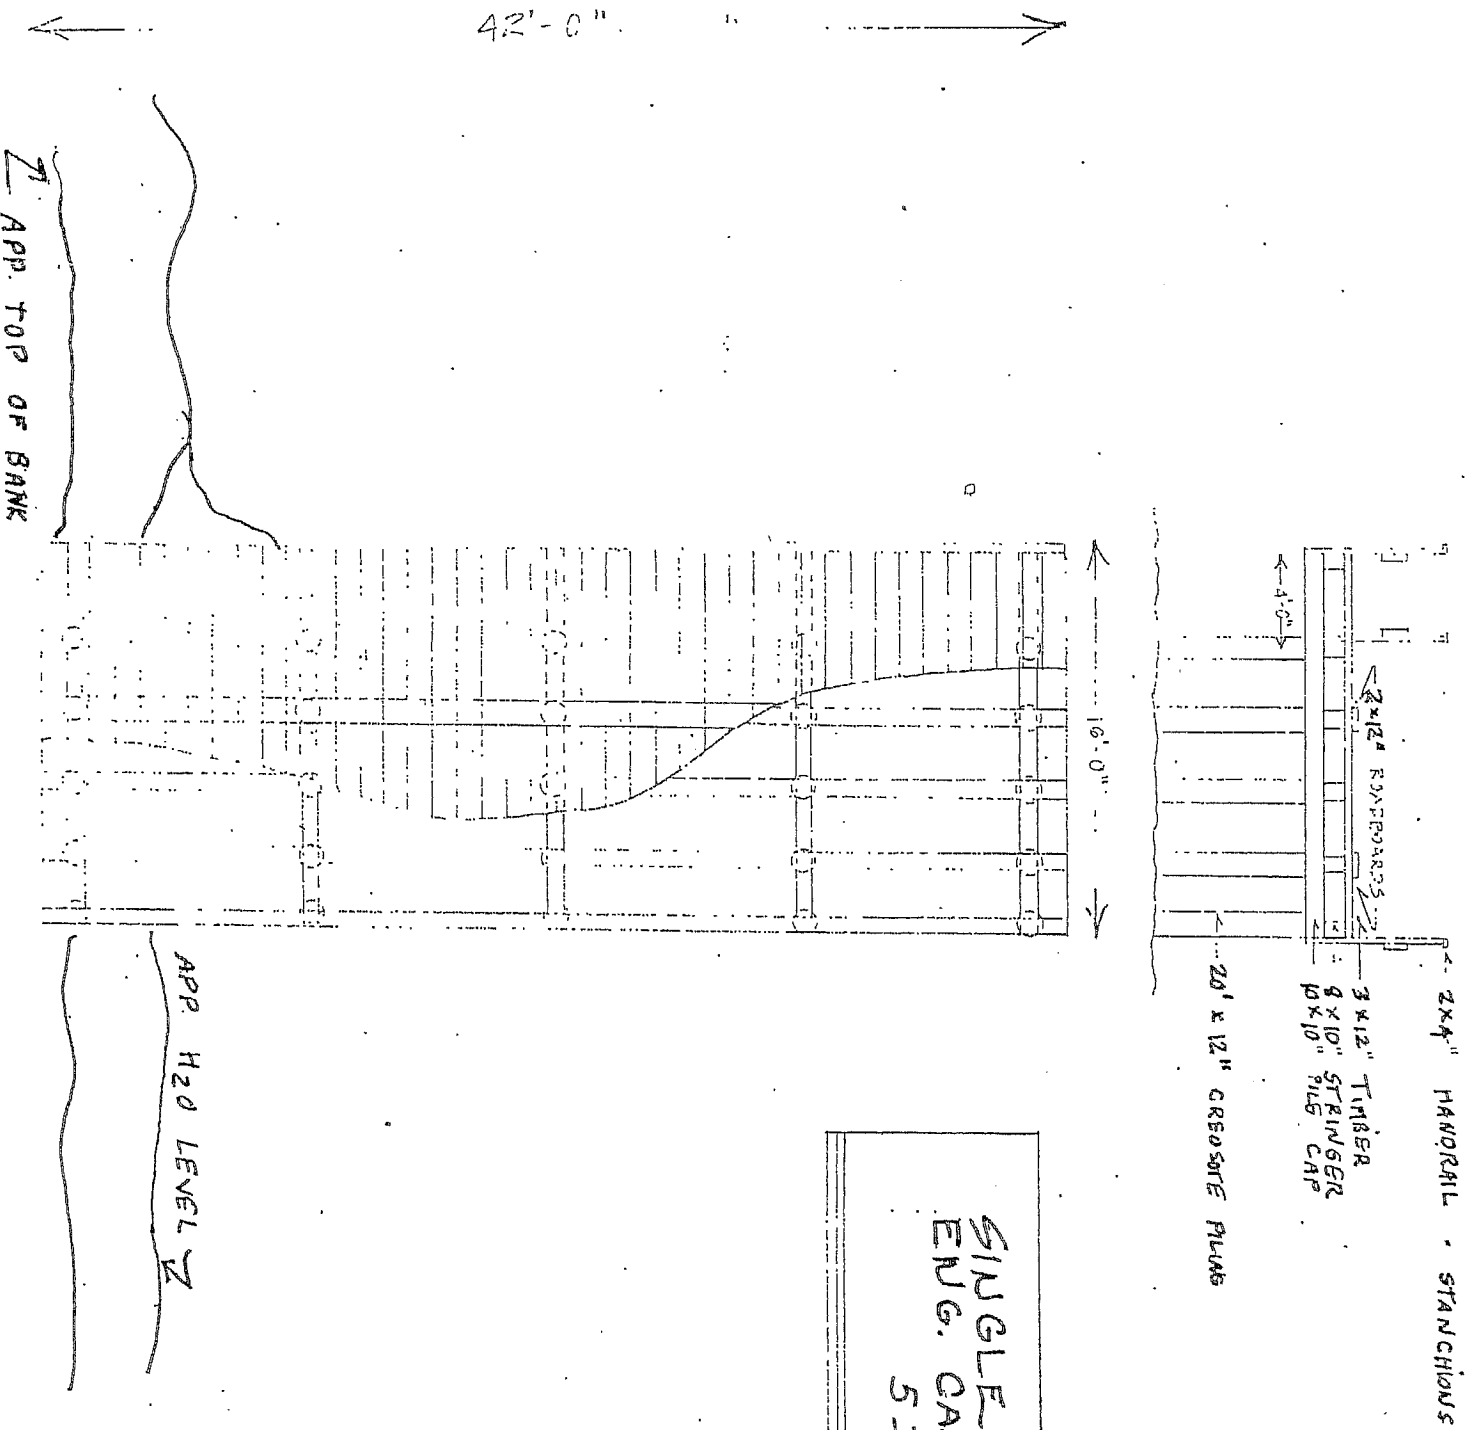 42'-0"
2x4" HANDRAIL · STANCHIONS
2x12" ROADBOARDS
3x12" TIMBER
8x10" STRINGER
10x10" PILE CAP
4'-0"
20' x 12" CREOSOTE PILING
16'-0"
SINGLE
ENG. CA
5-
APP. H2O LEVEL
APP. TOP OF BANK